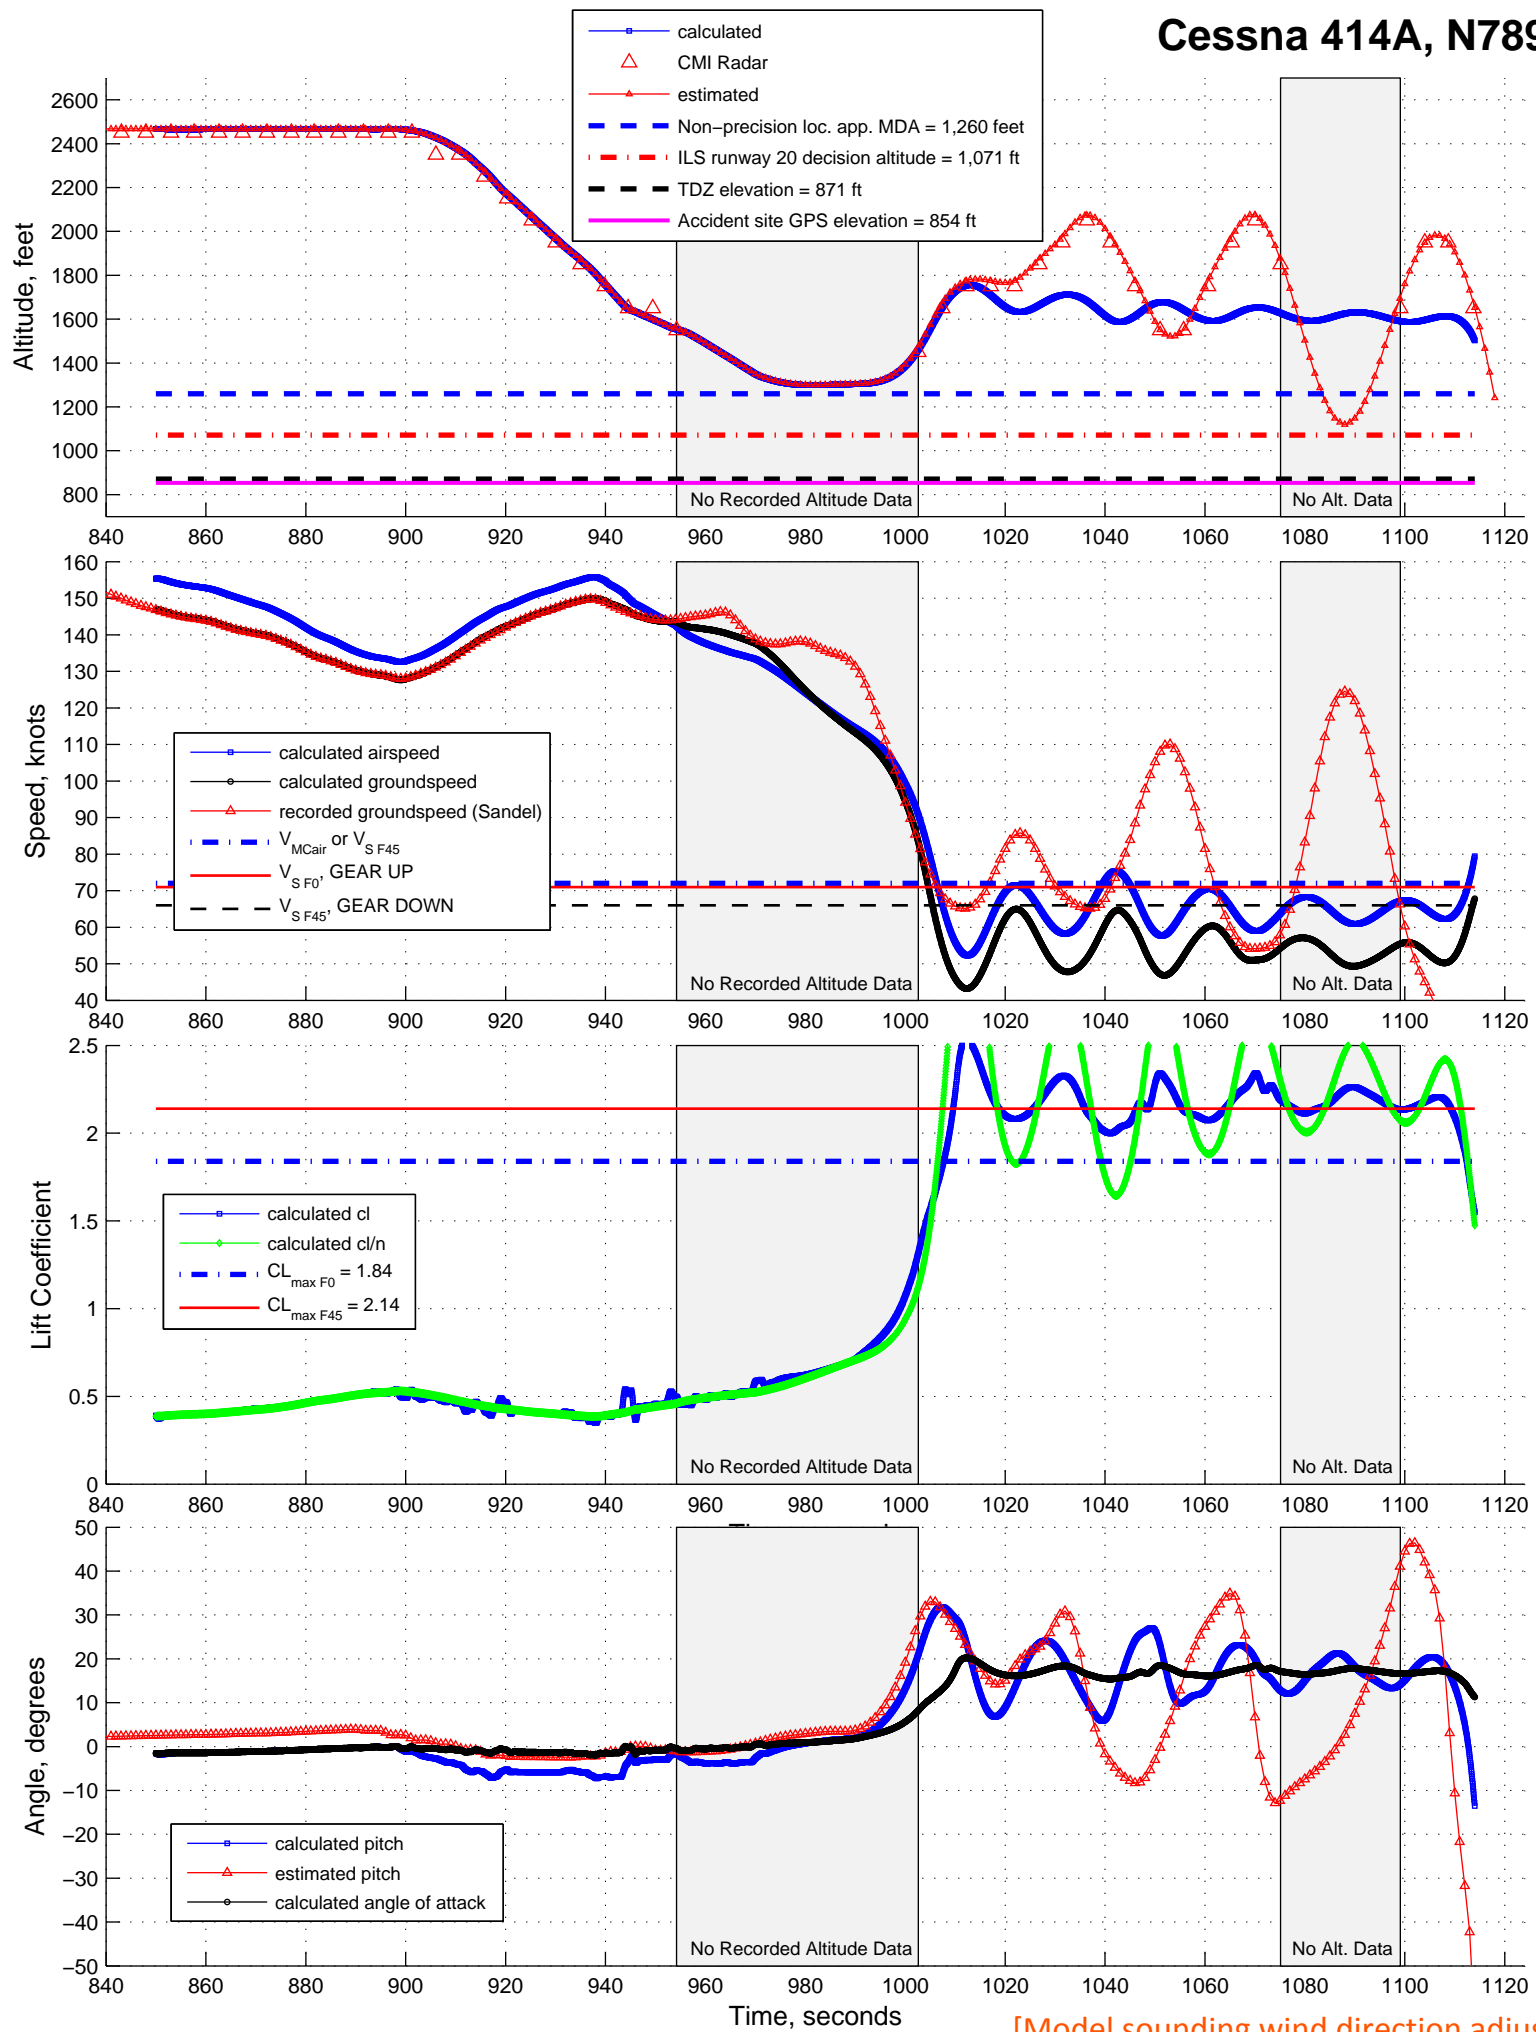 Cessna 414A, N789
calculated
CMI Radar
estimated
Non−precision loc. app. MDA = 1,260 feet
ILS runway 20 decision altitude = 1,071 ft
TDZ elevation = 871 ft
Accident site GPS elevation = 854 ft
Altitude, feet
2600
2400
2200
2000
1800
1600
1400
1200
1000
800
No Recorded Altitude Data
No Alt. Data
840 860 880 900 920 940 960 980 1000 1020 1040 1060 1080 1100 1120
Speed, knots
160
150
140
130
120
110
100
90
80
70
60
50
40
calculated airspeed
calculated groundspeed
recorded groundspeed (Sandel)
V MCair or V S F45
V S F0, GEAR UP
V S F45, GEAR DOWN
No Recorded Altitude Data
No Alt. Data
840 860 880 900 920 940 960 980 1000 1020 1040 1060 1080 1100 1120
Lift Coefficient
2.5
2
1.5
1
0.5
0
calculated cl
calculated cl/n
CL max F0 = 1.84
CL max F45 = 2.14
No Recorded Altitude Data
No Alt. Data
840 860 880 900 920 940 960 980 1000 1020 1040 1060 1080 1100 1120
Angle, degrees
50
40
30
20
10
0
−10
−20
−30
−40
−50
calculated pitch
estimated pitch
calculated angle of attack
No Recorded Altitude Data
No Alt. Data
840 860 880 900 920 940 960 980 1000 1020 1040 1060 1080 1100 1120
Time, seconds
[Model sounding wind direction adjus